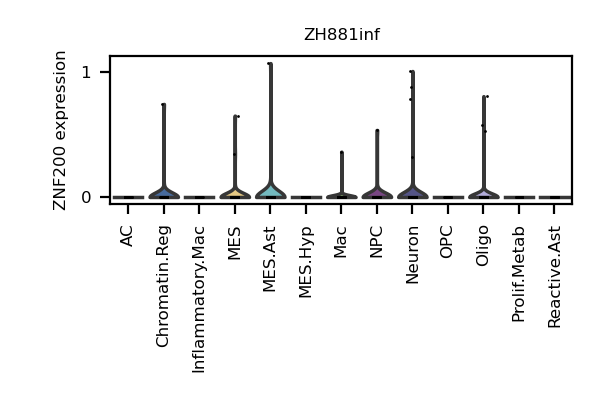 ZH881inf
ZNF200 expression
1
0
AC
Chromatin.Reg
Inflammatory.Mac
MES
MES.Ast
MES.Hyp
Mac
NPC
Neuron
OPC
Oligo
Prolif.Metab
Reactive.Ast